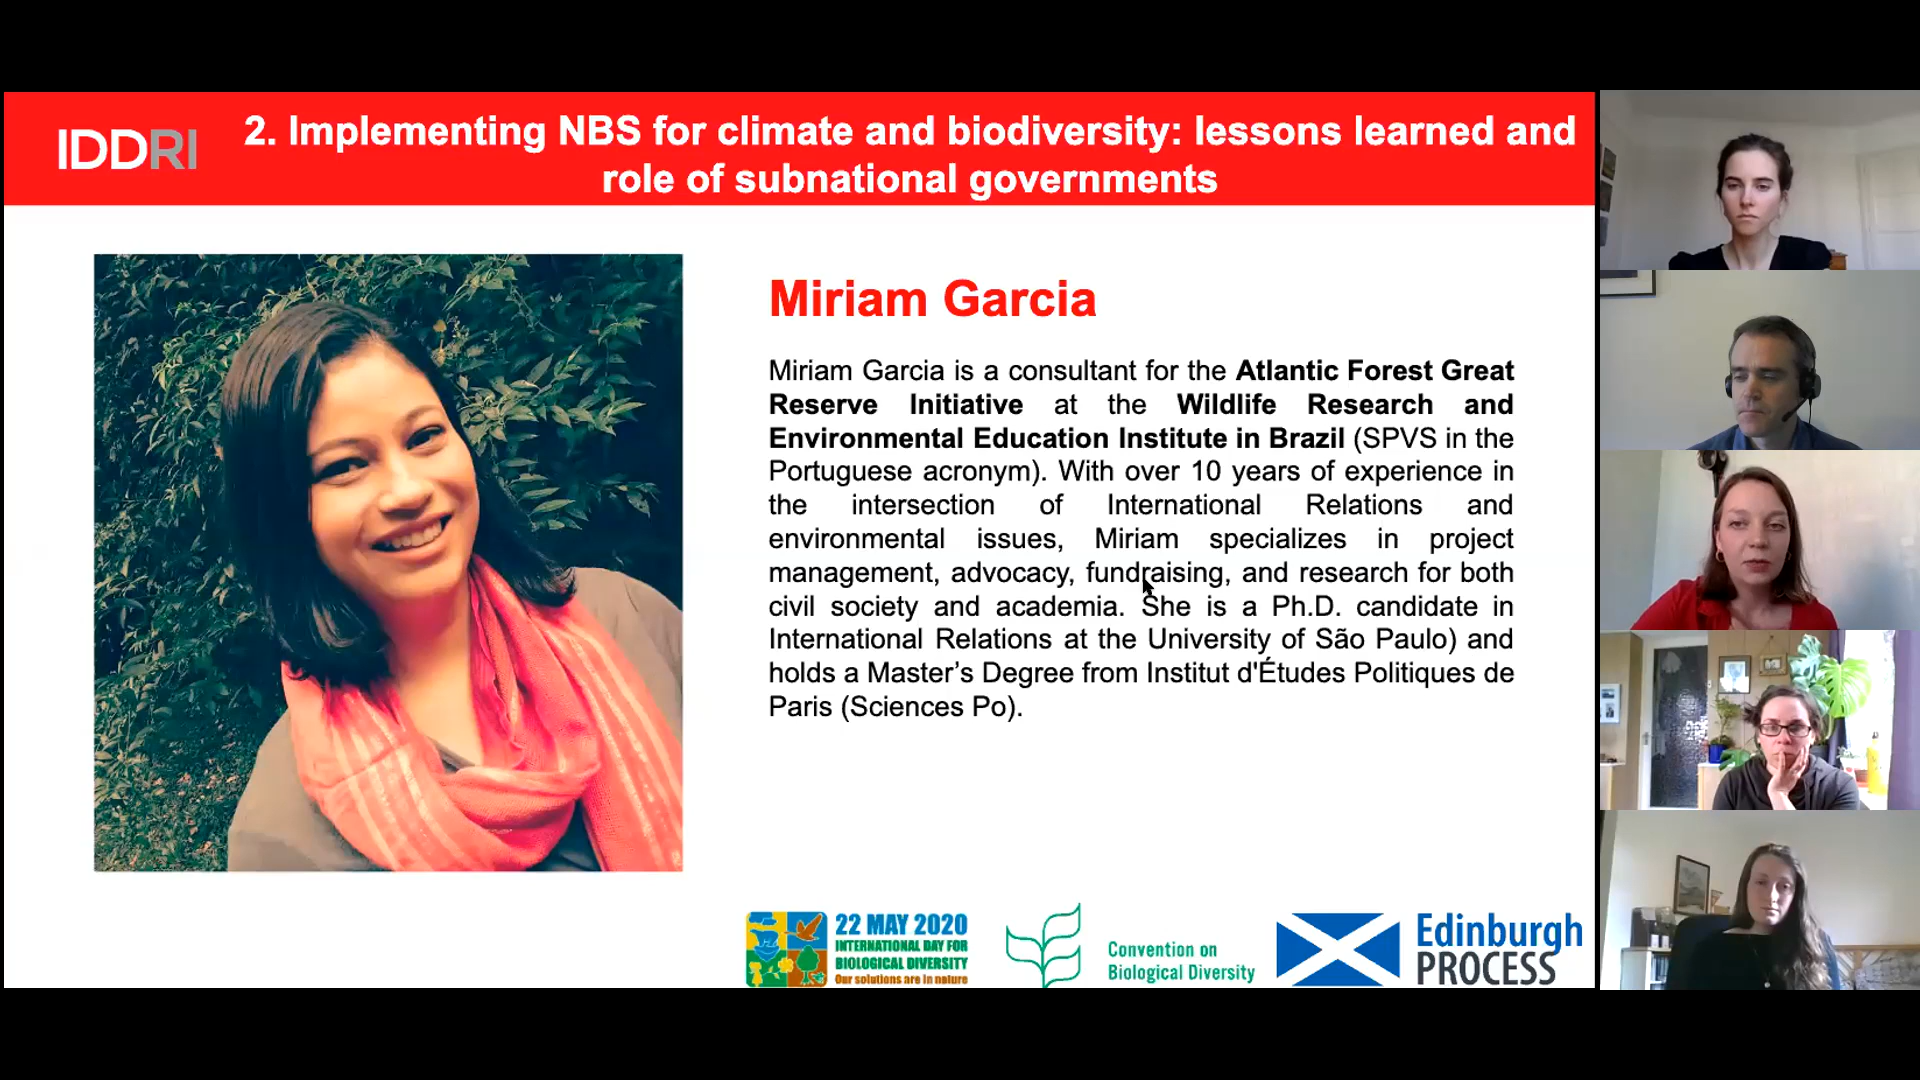 IDDRI
2. Implementing NBS for climate and biodiversity: lessons learned and
role of subnational governments
Miriam Garcia
Miriam Garcia is a consultant for the Atlantic Forest Great
Reserve Initiative at the Wildlife Research and
Environmental Education Institute in Brazil (SPVS in the
Portuguese acronym). With over 10 years of experience in
the intersection of International Relations and
environmental issues, Miriam specializes in project
management, advocacy, fundraising, and research for both
civil society and academia. She is a Ph.D. candidate in
International Relations at the University of São Paulo) and
holds a Master’s Degree from Institut d'Études Politiques de
Paris (Sciences Po).
22 MAY 2020
INTERNATIONAL DAY FOR
BIOLOGICAL DIVERSITY
Our solutions are in nature
Convention on
Biological Diversity
Edinburgh
PROCESS